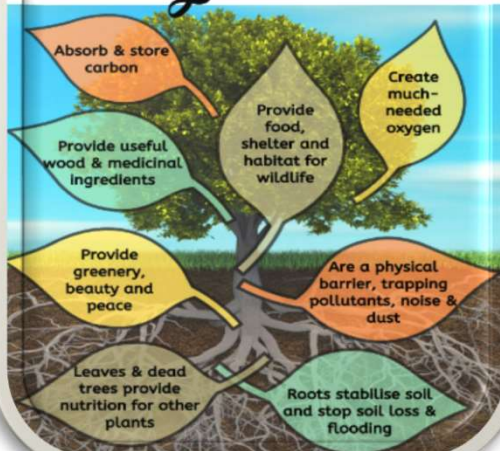 Absorb & store
carbon
Create
much-
needed
oxygen
Provide
food,
shelter and
habitat for
wildlife
Provide useful
wood & medicinal
ingredients
Provide
greenery,
beauty and
peace
Are a physical
barrier, trapping
pollutants, noise &
dust
Leaves & dead
trees provide
nutrition for other
plants
Roots stabilise soil
and stop soil loss &
flooding